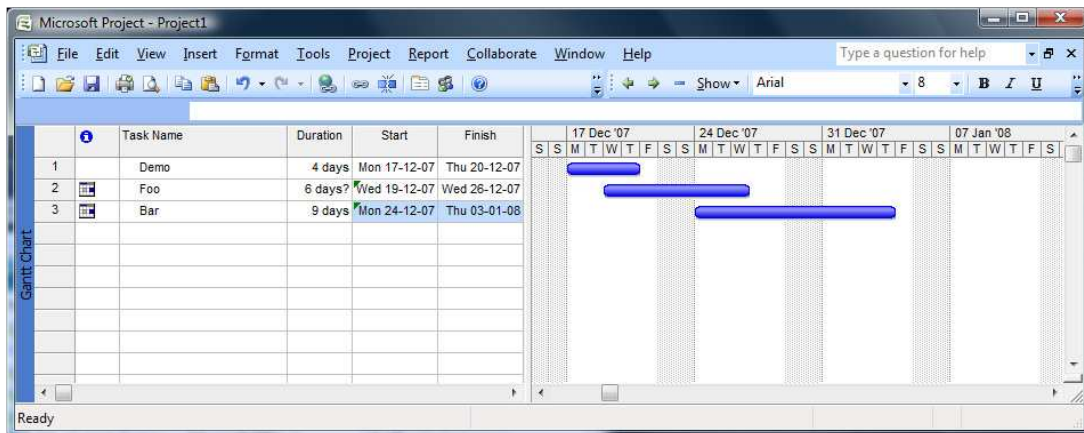 Microsoft Project - Project1
File Edit View Insert Format Tools Project Report Collaborate Window Help Type a question for help
Show Arial 8 B I U
Task Name Duration Start Finish 17 Dec '07 24 Dec '07 31 Dec '07 07 Jan '08
S S M T W T F S S M T W T F S S M T W T F S S M T W T F S
1 Demo 4 days Mon 17-12-07 Thu 20-12-07
2 Foo 6 days? Wed 19-12-07 Wed 26-12-07
3 Bar 9 days Mon 24-12-07 Thu 03-01-08
Gantt Chart
Ready